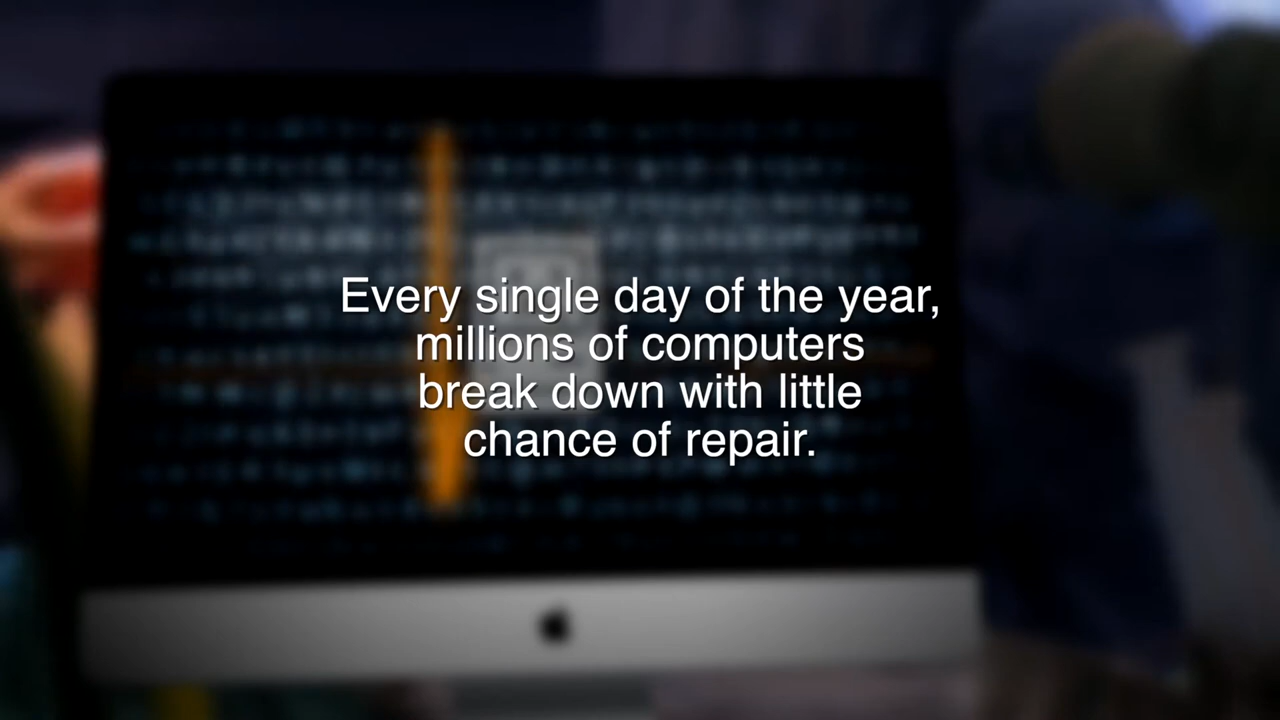 Every single day of the year,
millions of computers
break down with little
chance of repair.